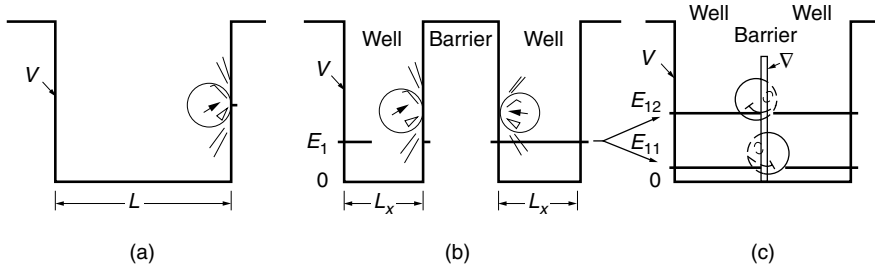 V
L
(a)
Well Barrier Well
V
E1
0
Lx Lx
(b)
Well Well
Barrier
V
∇
E12
E11
0
(c)